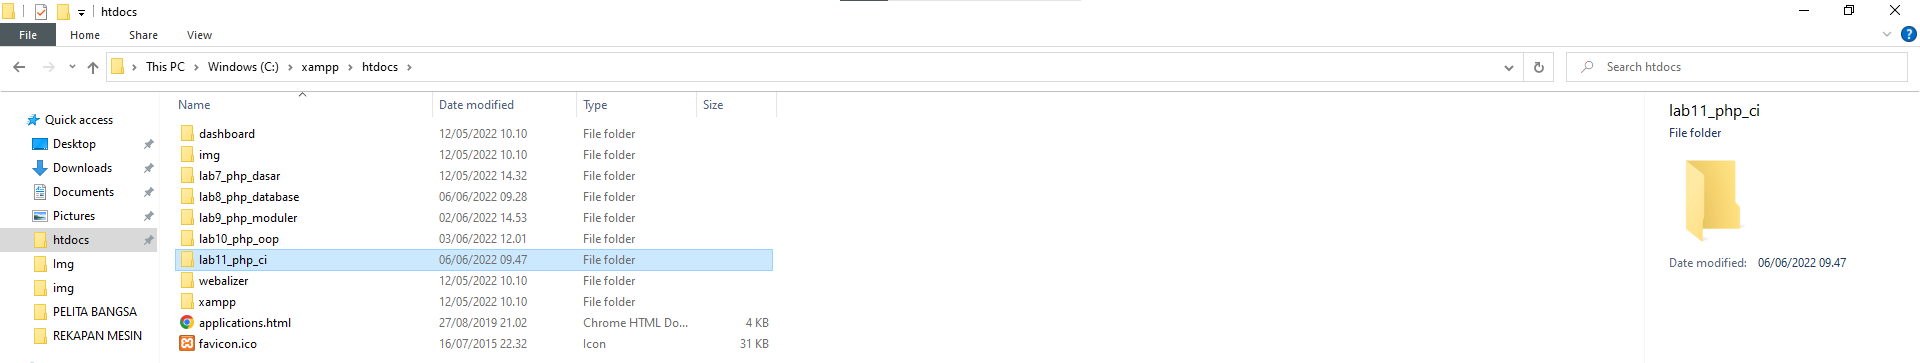 htdocs
File Home Share View
This PC Windows (C:) xampp htdocs Search htdocs
Name Date modified Type Size
Quick access
Desktop
Downloads
Documents
Pictures
htdocs
Img
img
PELITA BANGSA
REKAPAN MESIN
dashboard 12/05/2022 10.10 File folder
img 12/05/2022 10.10 File folder
lab7_php_dasar 12/05/2022 14.32 File folder
lab8_php_database 06/06/2022 09.28 File folder
lab9_php_moduler 02/06/2022 14.53 File folder
lab10_php_oop 03/06/2022 12.01 File folder
lab11_php_ci 06/06/2022 09.47 File folder
webalizer 12/05/2022 10.10 File folder
xampp 12/05/2022 10.10 File folder
applications.html 27/08/2019 21.02 Chrome HTML Do... 4 KB
favicon.ico 16/07/2015 22.32 Icon 31 KB
lab11_php_ci
File folder
Date modified: 06/06/2022 09.47